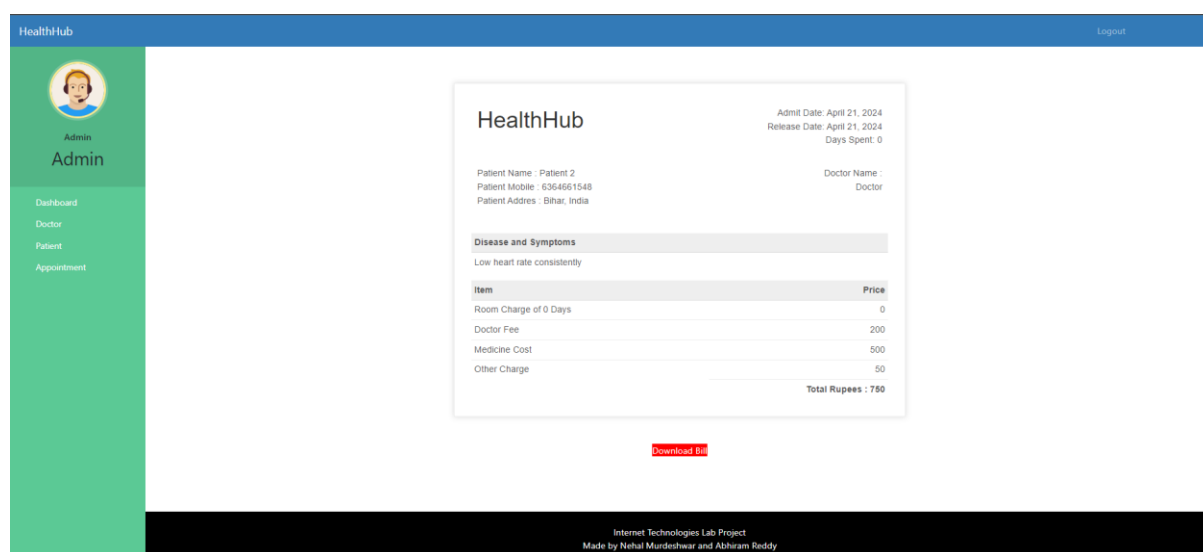 HealthHub
Logout
Admin
Admin
Dashboard
Doctor
Patient
Appointment
HealthHub
Admit Date: April 21, 2024
Release Date: April 21, 2024
Days Spent: 0
Patient Name : Patient 2
Patient Mobile : 6364661548
Patient Addres : Bihar, India
Doctor Name :
Doctor
Disease and Symptoms
Low heart rate consistently
Item Price
Room Charge of 0 Days 0
Doctor Fee 200
Medicine Cost 500
Other Charge 50
Total Rupees : 750
Download Bill
Internet Technologies Lab Project
Made by Nehal Murdeshwar and Abhiram Reddy